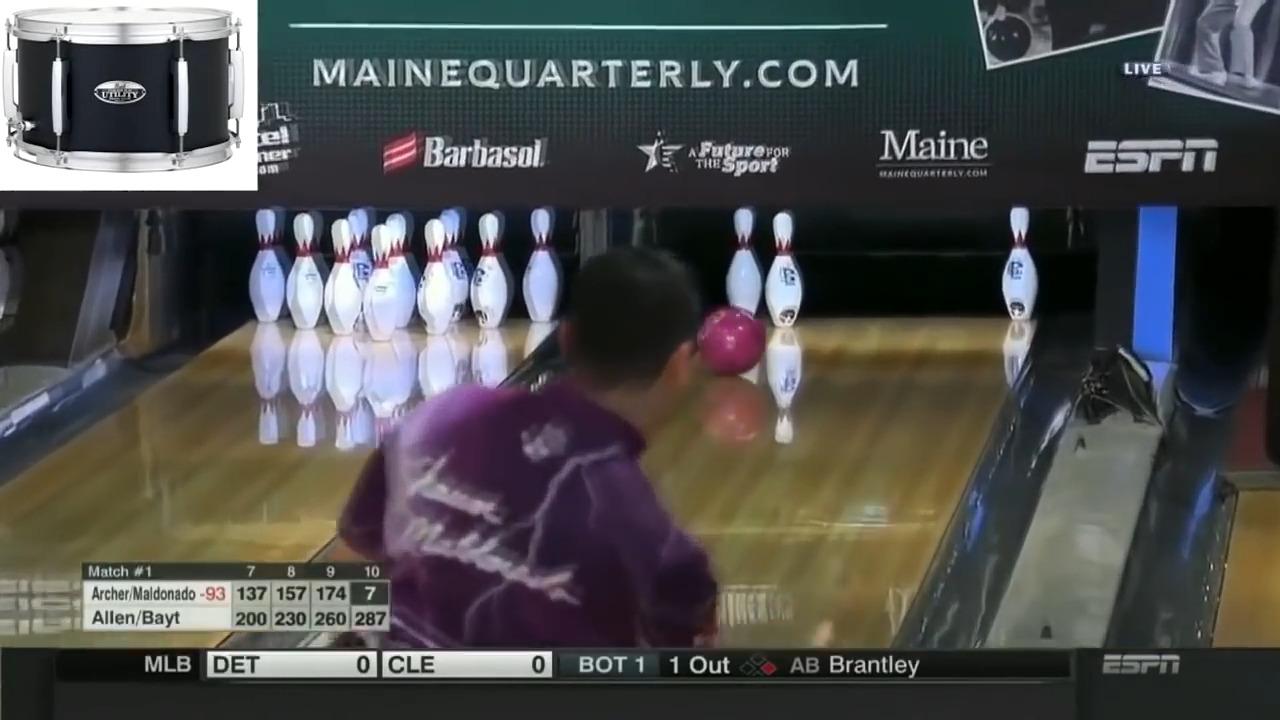 MAINEQUARTERLY.COM
LIVE
UTILITY
Barbasol
A Future FOR
THE Sport
Maine
MAINEQUARTERLY.COM
ESPN
Match #1 7 8 9 10
Archer/Maldonado -93 137 157 174 7
Allen/Bayt 200 230 260 287
MLB DET 0 CLE 0 BOT 1 1 Out AB Brantley
ESPN